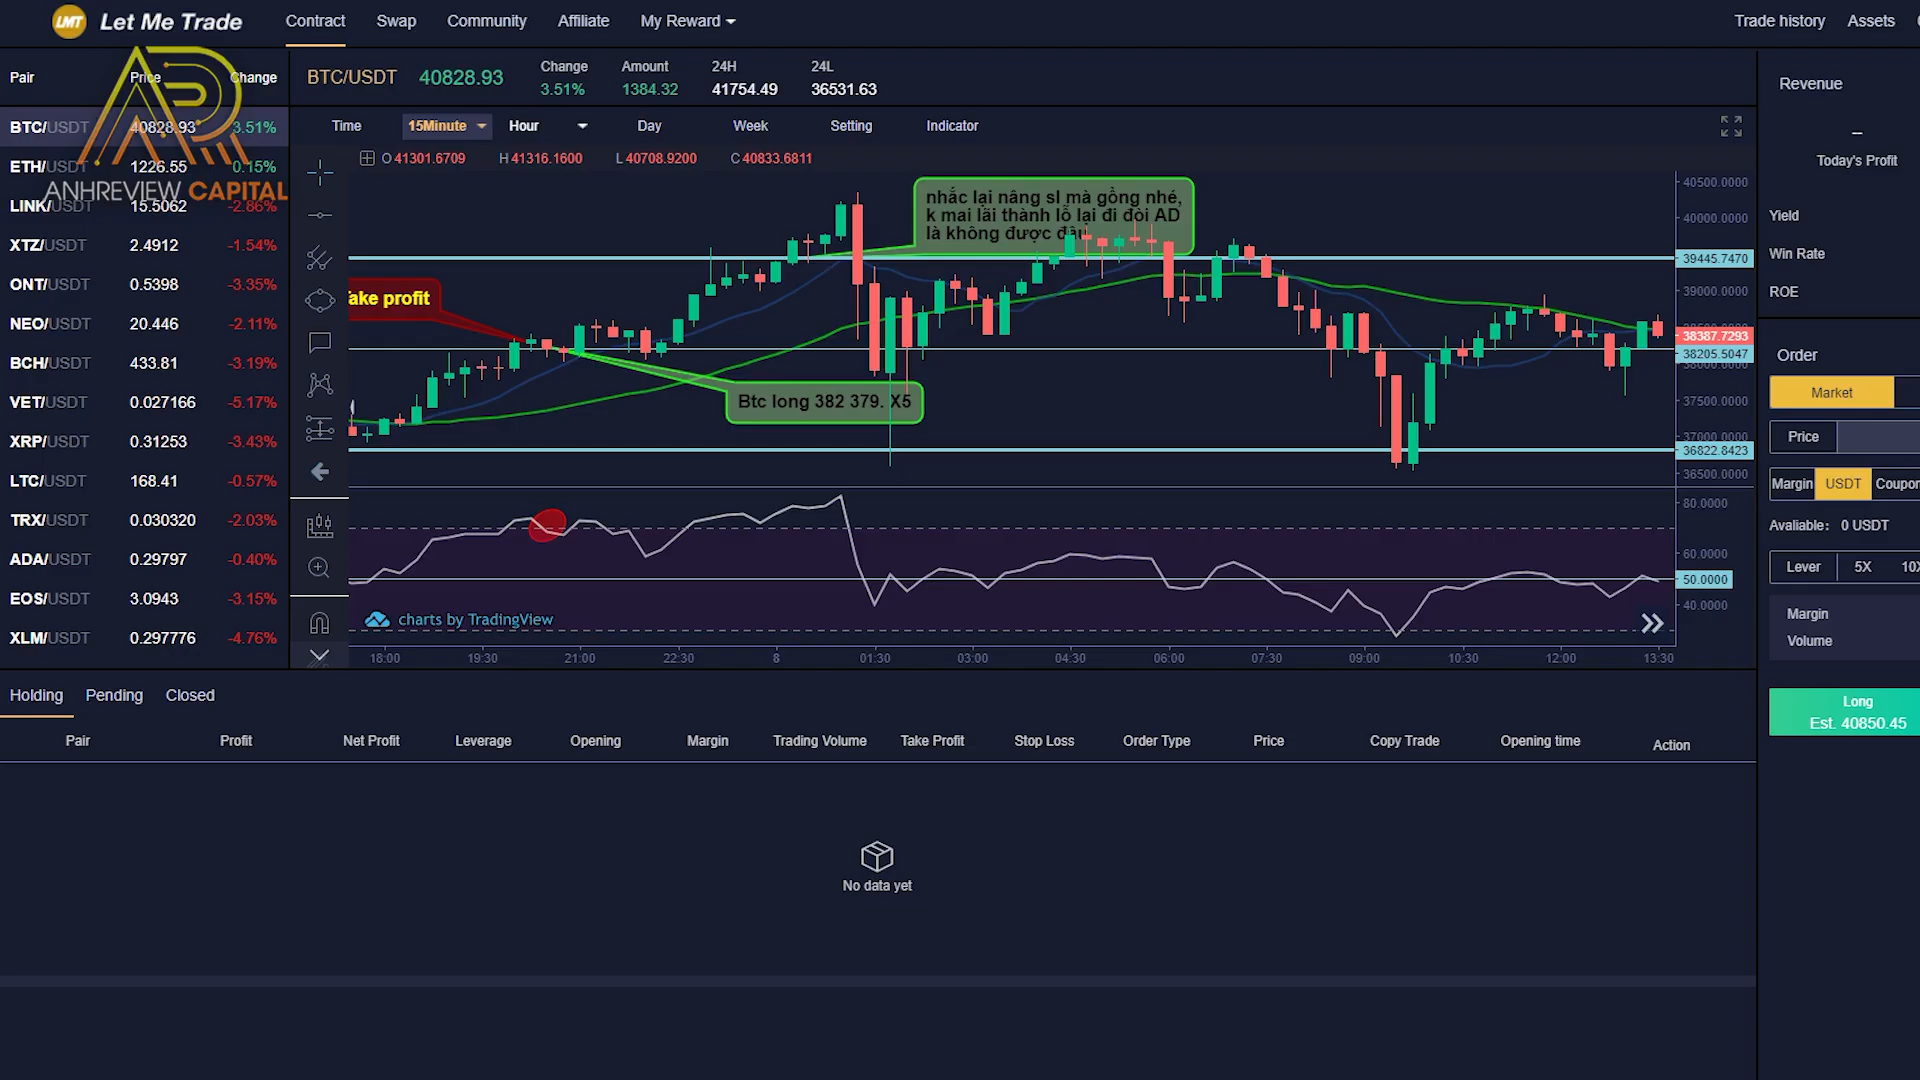 LMT Let Me Trade Contract Swap Community Affiliate My Reward Trade history Assets
Pair Price Change
BTC/USDT 40828.93 3.51%
ETH/USDT 1226.55 0.15%
ANHREVIEW CAPITAL
LINK/USDT 15.5062 -2.86%
XTZ/USDT 2.4912 -1.54%
ONT/USDT 0.5398 -3.35%
NEO/USDT 20.446 -2.11%
BCH/USDT 433.81 -3.19%
VET/USDT 0.027166 -5.17%
XRP/USDT 0.31253 -3.43%
LTC/USDT 168.41 -0.57%
TRX/USDT 0.030320 -2.03%
ADA/USDT 0.29797 -0.40%
EOS/USDT 3.0943 -3.15%
XLM/USDT 0.297776 -4.76%
BTC/USDT 40828.93
Change Amount 24H 24L
3.51% 1384.32 41754.49 36531.63
Time 15Minute Hour Day Week Setting Indicator
O 41301.6709 H 41316.1600 L 40708.9200 C 40833.6811
nhắc lại nâng sl mà gồng nhé,
k mai lãi thành lỗ lại đi đòi AD
là không được đâu
Take profit
Btc long 382 379. X5
40500.0000
40000.0000
39445.7470
39000.0000
38387.7293
38205.5047
38000.0000
37500.0000
37000.0000
36822.8423
36500.0000
80.0000
60.0000
50.0000
40.0000
charts by TradingView
18:00 19:30 21:00 22:30 8 01:30 03:00 04:30 06:00 07:30 09:00 10:30 12:00 13:30
Revenue
–
Today's Profit
Yield
Win Rate
ROE
Order
Market
Price
Margin USDT Coupon
Avaliable: 0 USDT
Lever 5X 10X
Margin
Volume
Long
Est. 40850.45
Holding Pending Closed
Pair Profit Net Profit Leverage Opening Margin Trading Volume Take Profit Stop Loss Order Type Price Copy Trade Opening time Action
No data yet